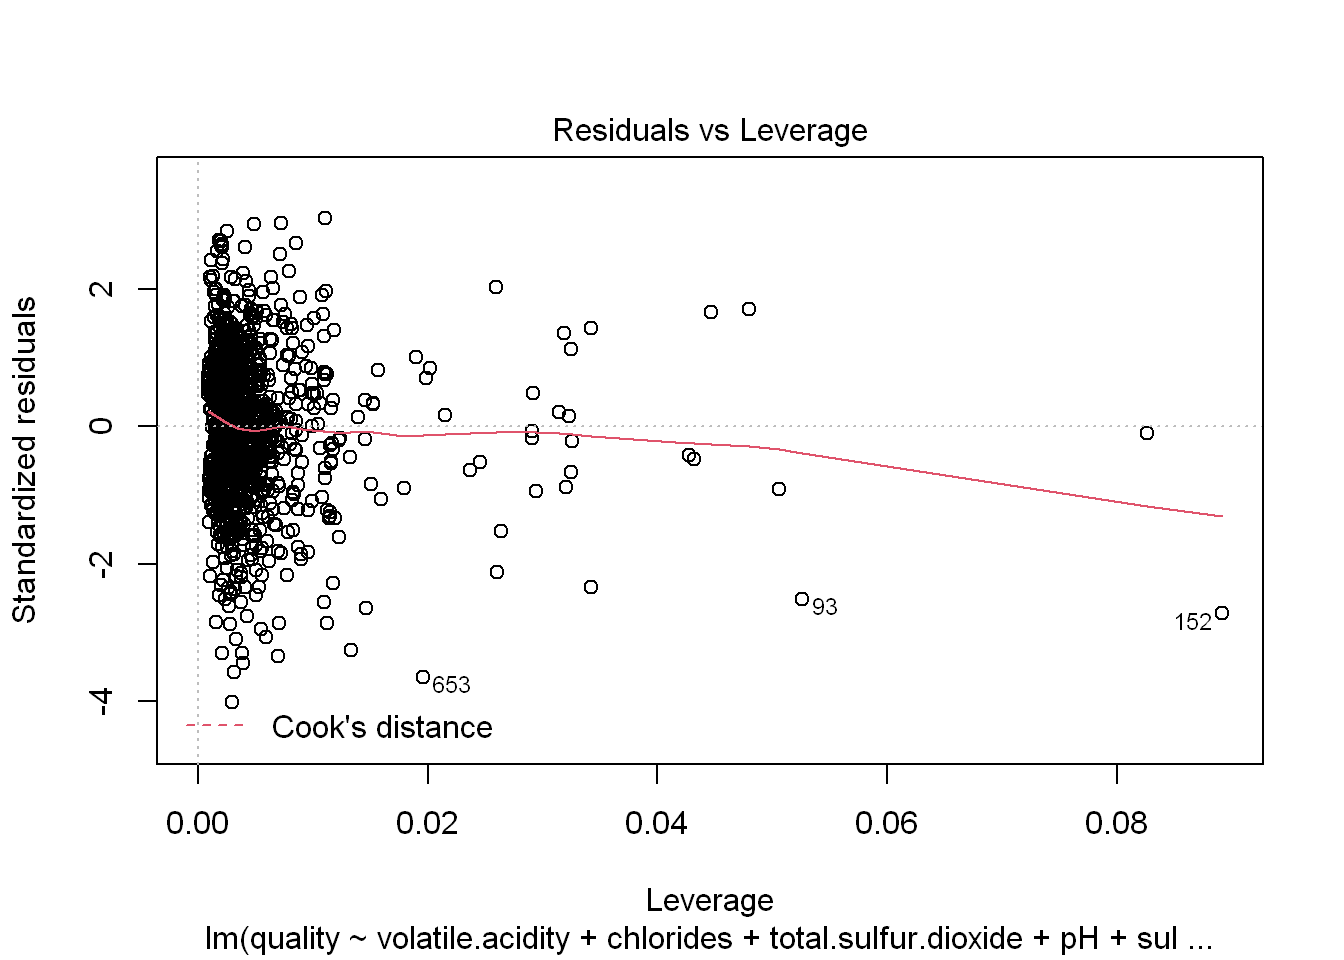 Residuals vs Leverage
Standardized residuals
2
0
-2
-4
93
152
653
Cook's distance
0.00 0.02 0.04 0.06 0.08
Leverage
lm(quality ~ volatile.acidity + chlorides + total.sulfur.dioxide + pH + sul ...